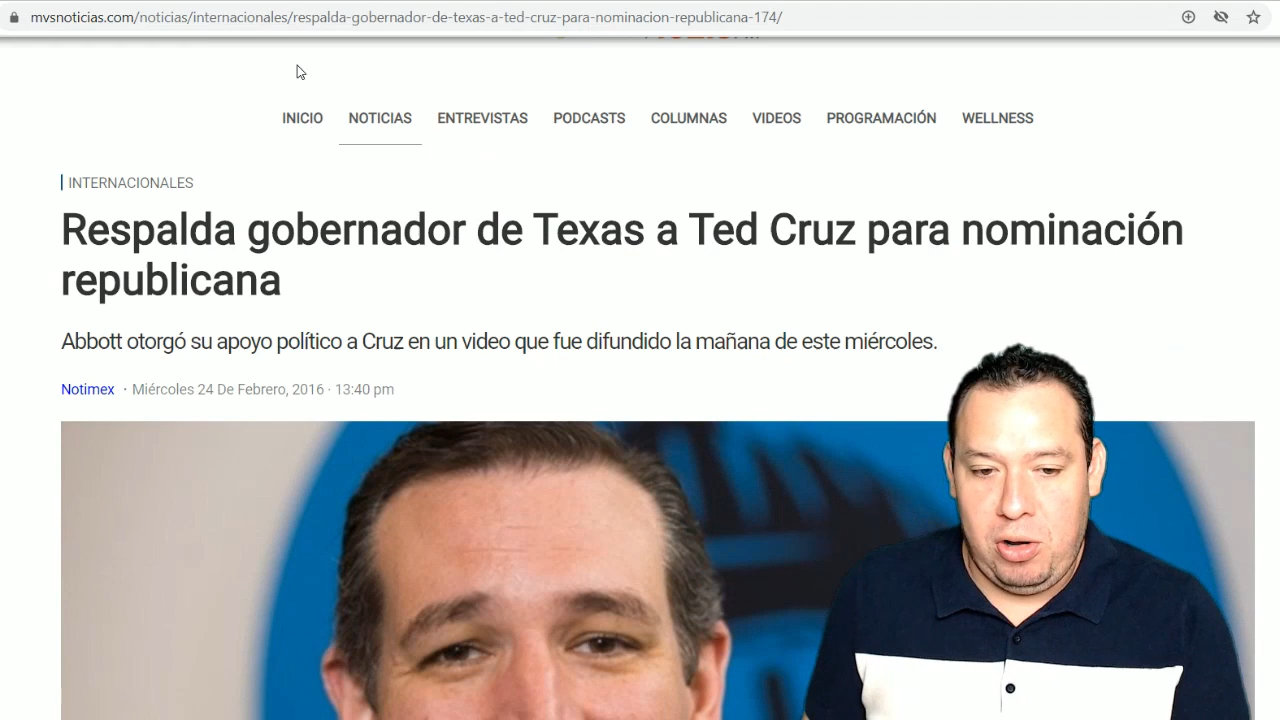 mvsnoticias.com/noticias/internacionales/respalda-gobernador-de-texas-a-ted-cruz-para-nominacion-republicana-174/
INICIO NOTICIAS ENTREVISTAS PODCASTS COLUMNAS VIDEOS PROGRAMACIÓN WELLNESS
INTERNACIONALES
Respalda gobernador de Texas a Ted Cruz para nominación
republicana
Abbott otorgó su apoyo político a Cruz en un video que fue difundido la mañana de este miércoles.
Notimex · Miércoles 24 De Febrero, 2016 · 13:40 pm